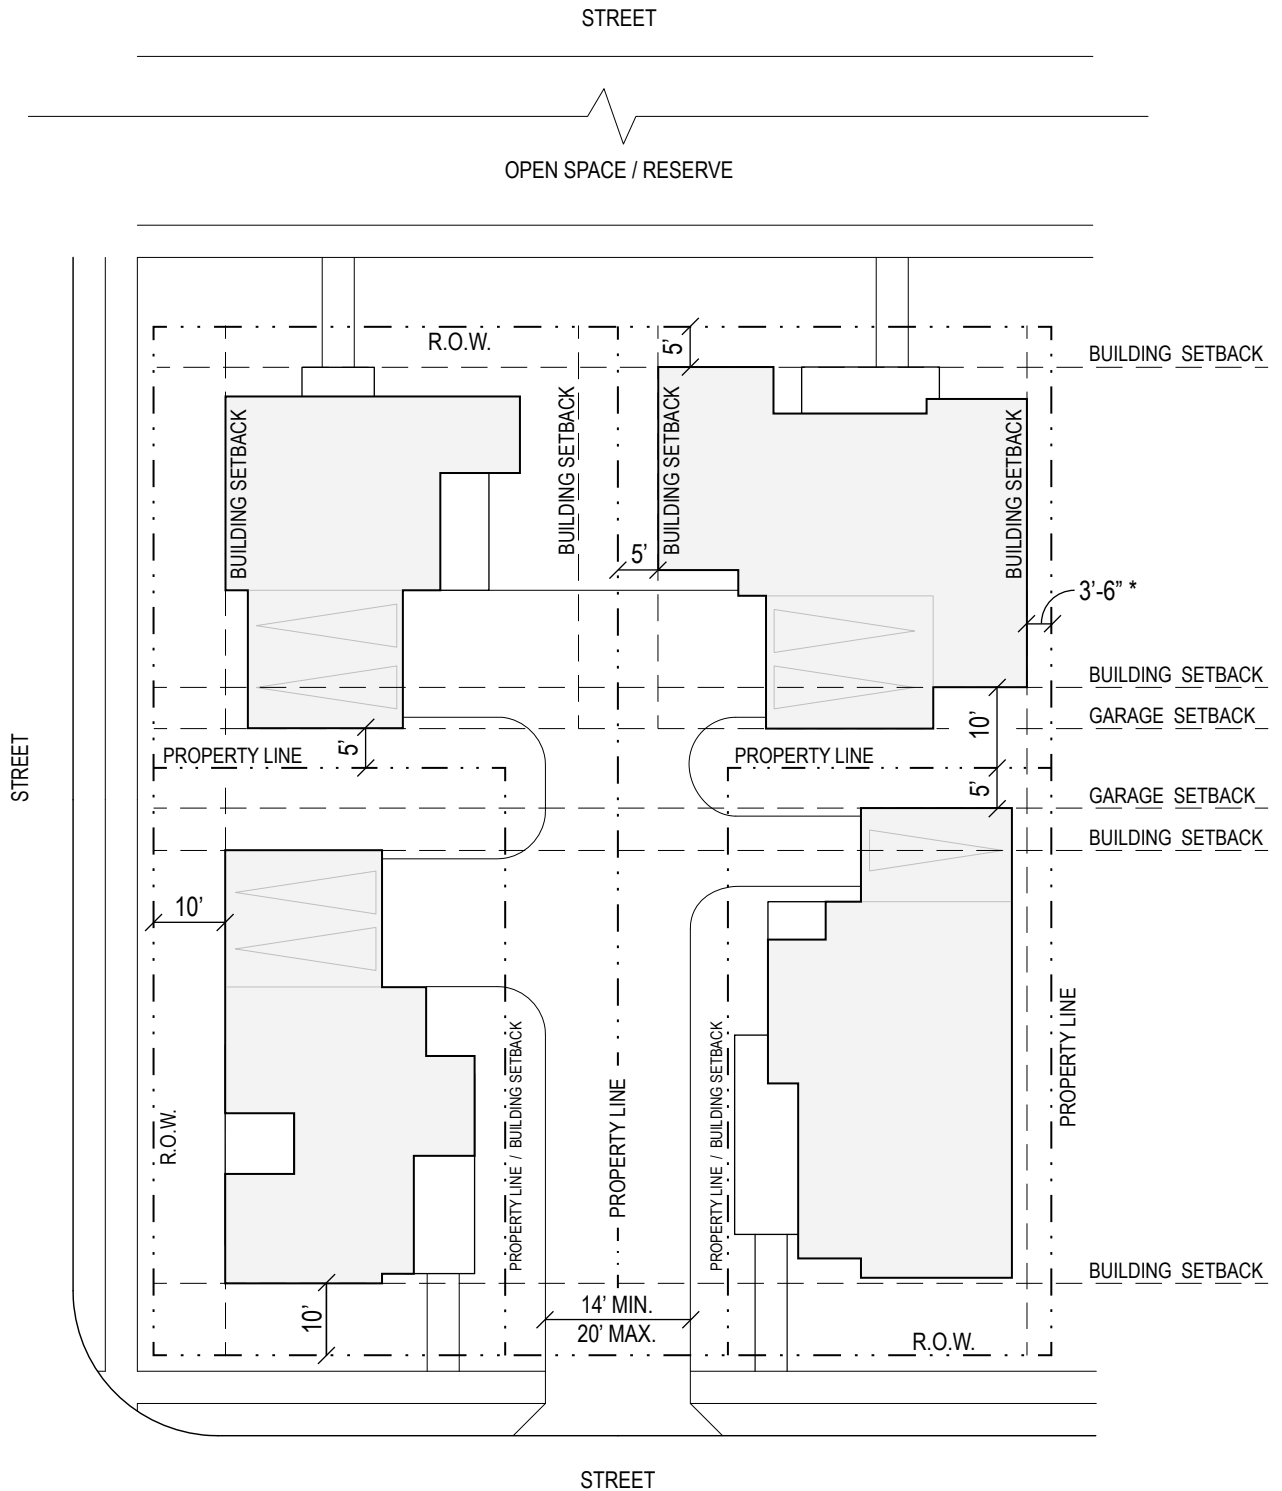 STREET
OPEN SPACE / RESERVE
R.O.W.
5’
BUILDING SETBACK
BUILDING SETBACK
BUILDING SETBACK
BUILDING SETBACK
BUILDING SETBACK
5’
3’-6” *
BUILDING SETBACK
GARAGE SETBACK
10’
5’
PROPERTY LINE
PROPERTY LINE
STREET
5’
GARAGE SETBACK
BUILDING SETBACK
10’
R.O.W.
PROPERTY LINE / BUILDING SETBACK
PROPERTY LINE
PROPERTY LINE / BUILDING SETBACK
PROPERTY LINE
BUILDING SETBACK
10’
14’ MIN.
20’ MAX.
R.O.W.
STREET